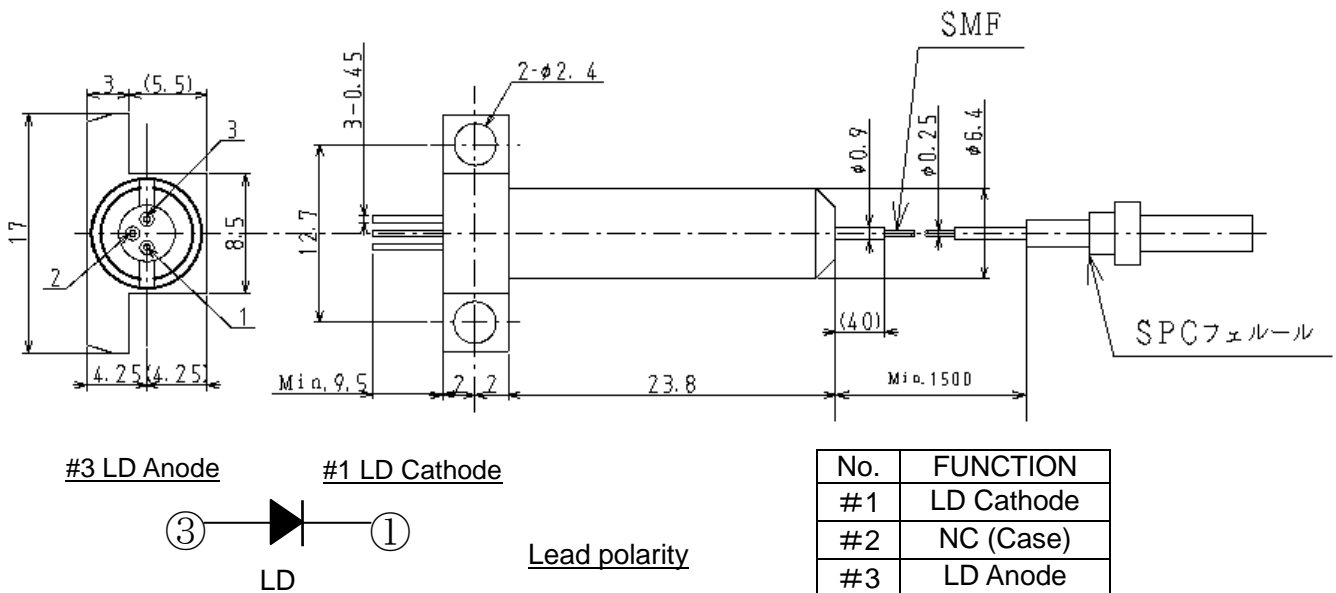 SMF
3
(5.5)
3-0.45
2-φ2.4
3
φ0.9
φ0.25
φ6.4
17
12.7
8.5
2
1
(40)
SPCフェルール
4.25
(4.25)
Min.9.5
2
2
23.8
Min.1500
#3 LD Anode
#1 LD Cathode
③
①
LD
Lead polarity
No. FUNCTION
#1 LD Cathode
#2 NC (Case)
#3 LD Anode